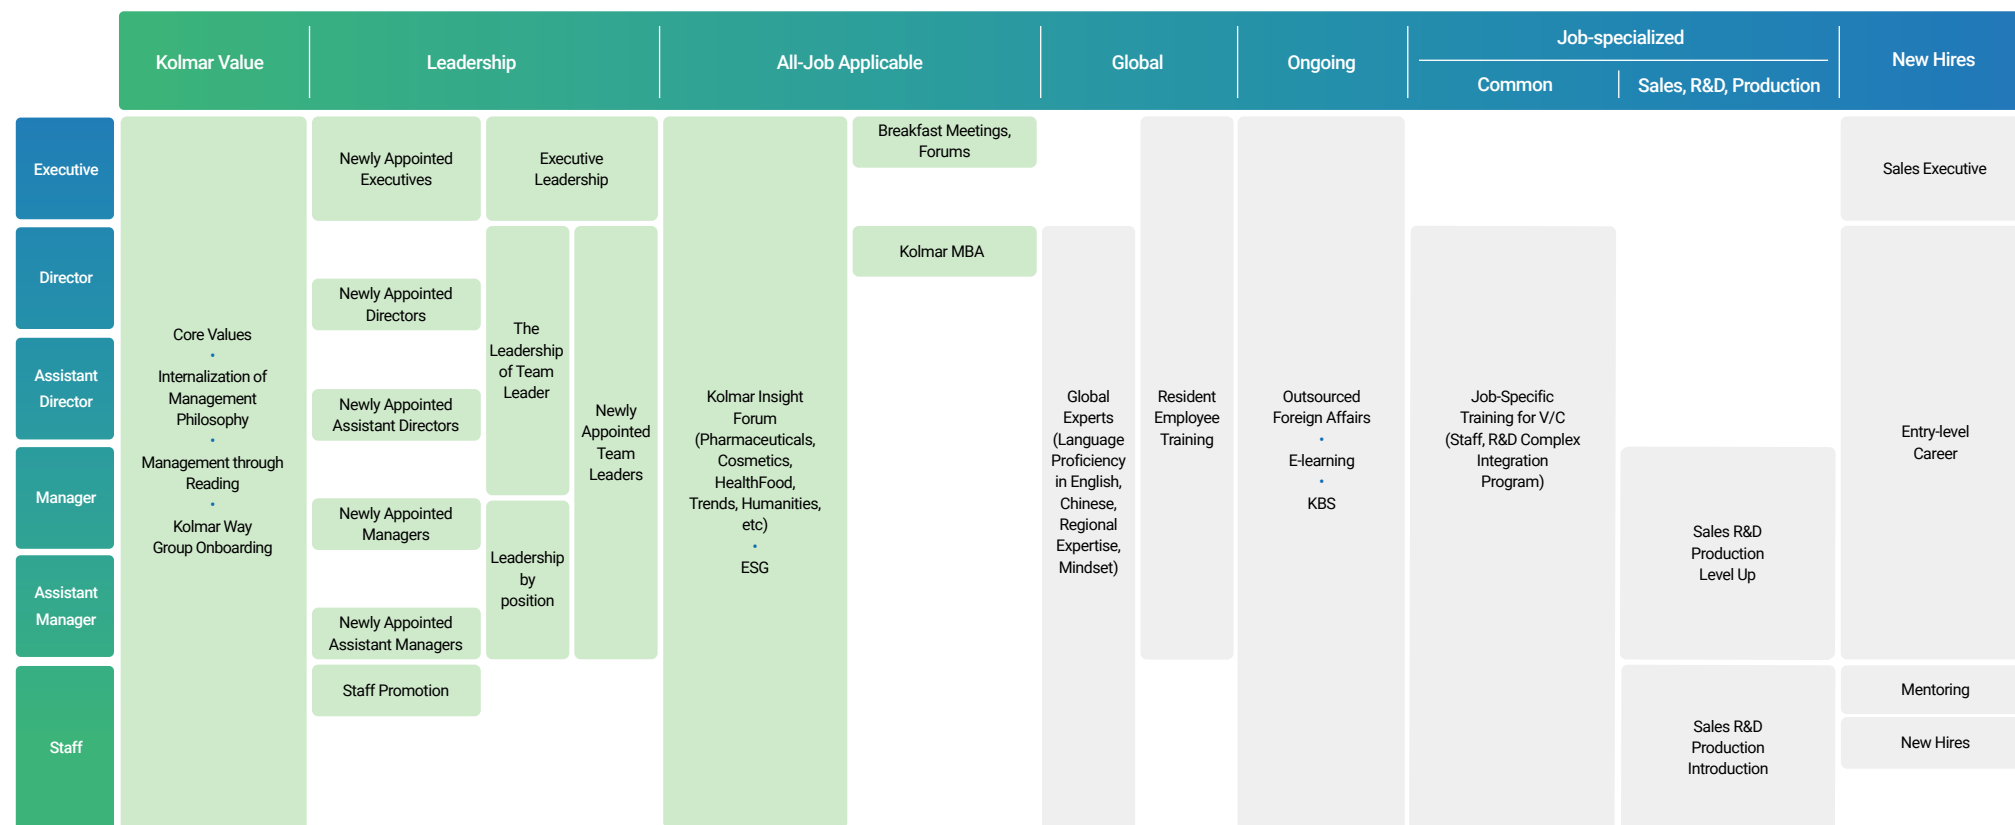 Kolmar Value
Leadership
All-Job Applicable
Global
Ongoing
Job-specialized
Common
Sales, R&D, Production
New Hires
Executive
Director
Assistant
Director
Manager
Assistant
Manager
Staff
Core Values
•
Internalization of
Management
Philosophy
•
Management through
Reading
•
Kolmar Way
Group Onboarding
Newly Appointed
Executives
Newly Appointed
Directors
Newly Appointed
Assistant Directors
Newly Appointed
Managers
Newly Appointed
Assistant Managers
Staff Promotion
Executive
Leadership
The
Leadership
of Team
Leader
Leadership
by
position
Newly
Appointed
Team
Leaders
Kolmar Insight
Forum
(Pharmaceuticals,
Cosmetics,
HealthFood,
Trends, Humanities,
etc)
•
ESG
Breakfast Meetings,
Forums
Kolmar MBA
Global
Experts
(Language
Proficiency
in English,
Chinese,
Regional
Expertise,
Mindset)
Resident
Employee
Training
Outsourced
Foreign Affairs
•
E-learning
•
KBS
Job-Specific
Training for V/C
(Staff, R&D Complex
Integration
Program)
Sales R&D
Production
Level Up
Sales R&D
Production
Introduction
Sales Executive
Entry-level
Career
Mentoring
New Hires